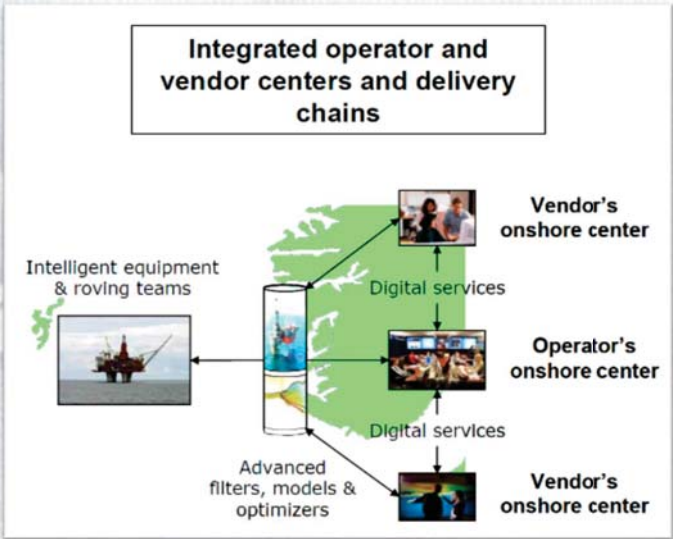 Integrated operator and
vendor centers and delivery
chains
Vendor's
onshore center
Intelligent equipment
& roving teams
Digital services
Operator's
onshore center
Digital services
Advanced
filters, models &
optimizers
Vendor's
onshore center